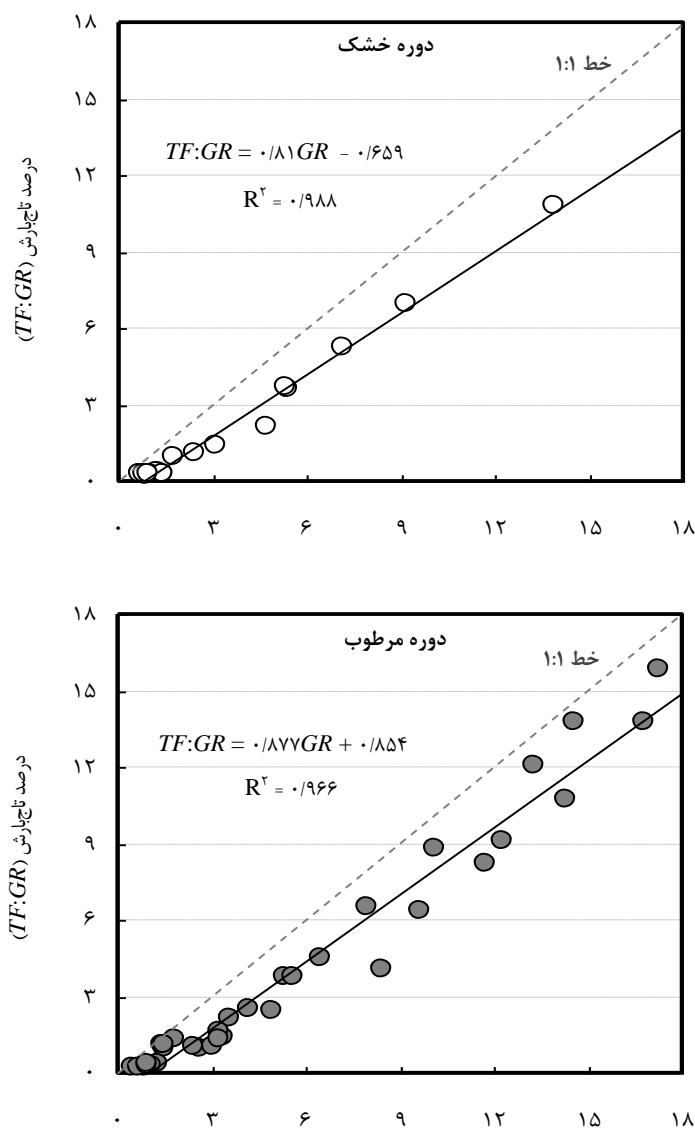 ۱۸
دوره خشک
خط ۱:۱
۱۵
TF:GR = ۰/۸۱GR - ۰/۶۵۹
R۲ = ۰/۹۸۸
۱۲
۹
درصد تاج‌بارش (TF:GR)
۶
۳
۰
۰ ۳ ۶ ۹ ۱۲ ۱۵ ۱۸
۱۸
دوره مرطوب
خط ۱:۱
۱۵
TF:GR = ۰/۸۷۷GR + ۰/۸۵۴
R۲ = ۰/۹۶۶
۱۲
۹
درصد تاج‌بارش (TF:GR)
۶
۳
۰
۰ ۳ ۶ ۹ ۱۲ ۱۵ ۱۸